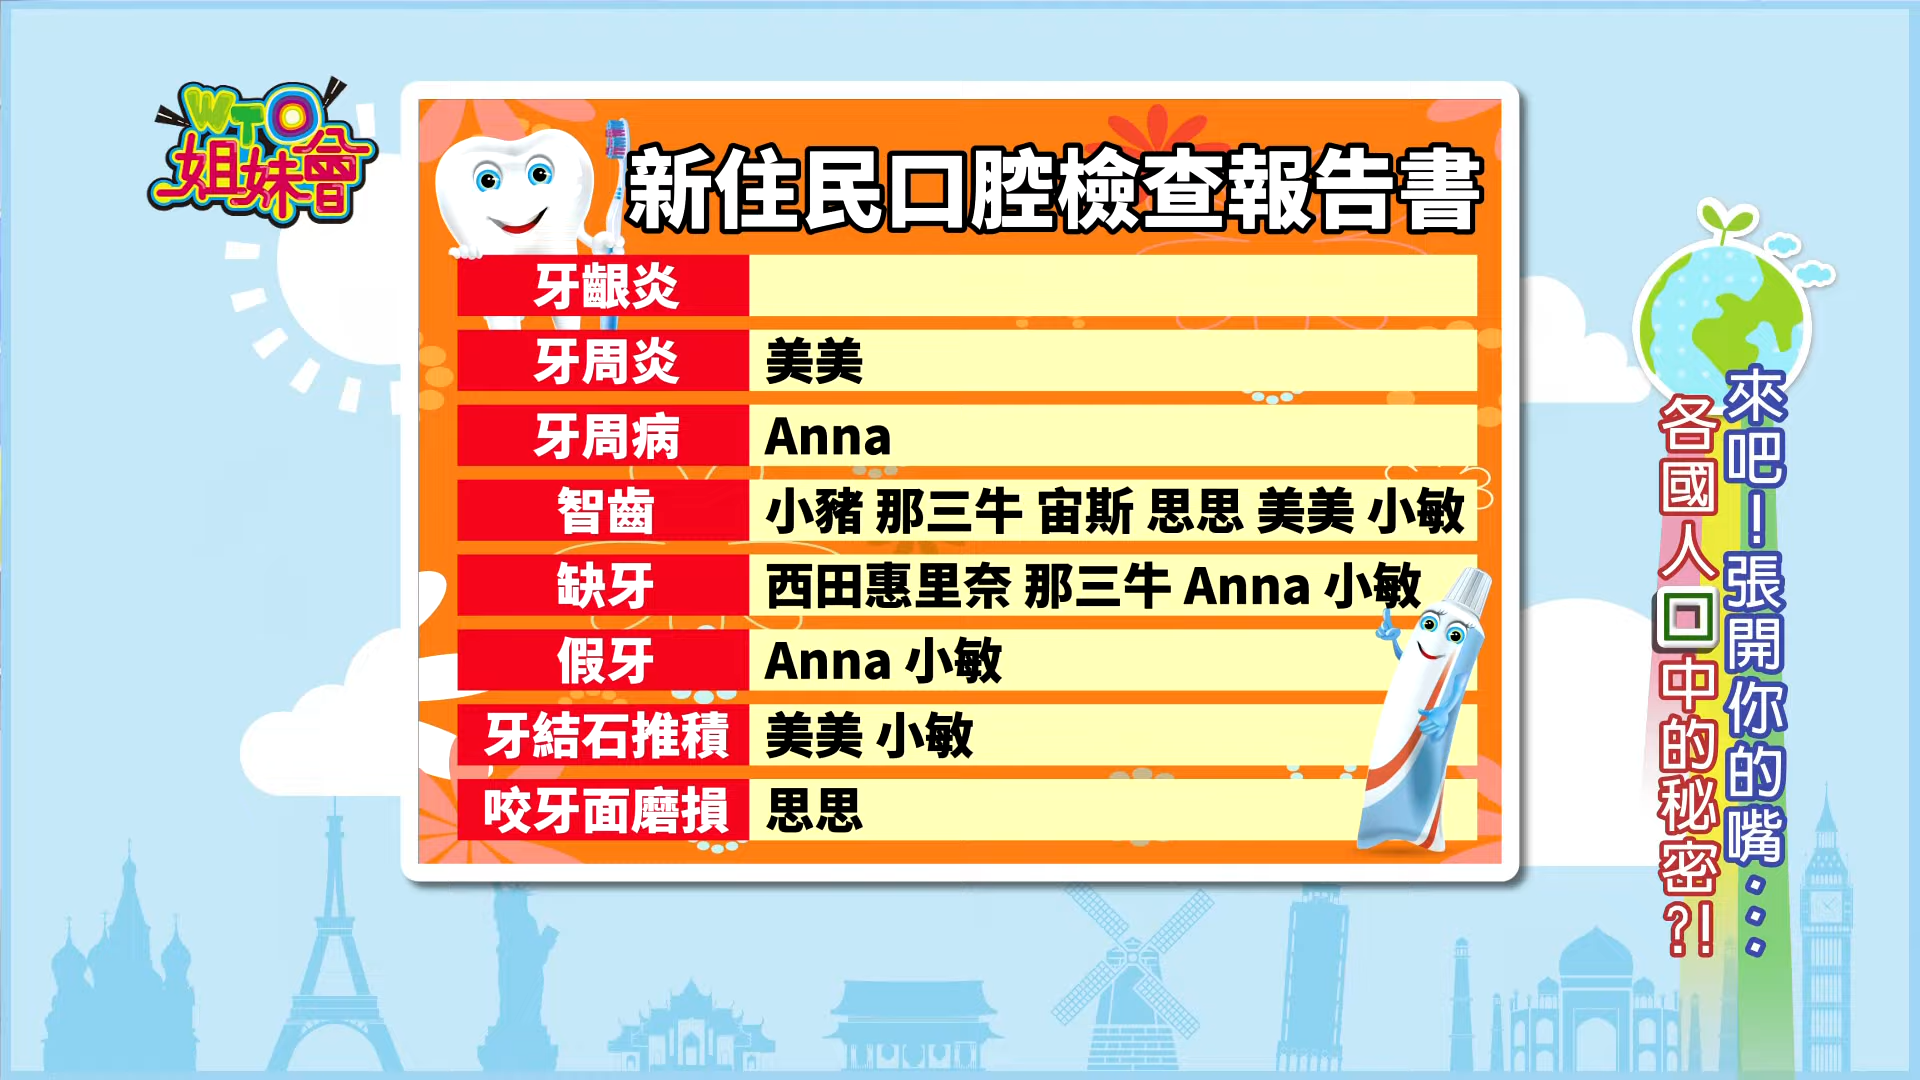 WTO
姐妹會
新住民口腔檢查報告書
牙齦炎
牙周炎 美美
牙周病 Anna
智齒 小豬 那三牛 宙斯 思思 美美 小敏
缺牙 西田惠里奈 那三牛 Anna 小敏
假牙 Anna 小敏
牙結石推積 美美 小敏
咬牙面磨損 思思
來吧！張開你的嘴⋯
各國人口中的秘密?!